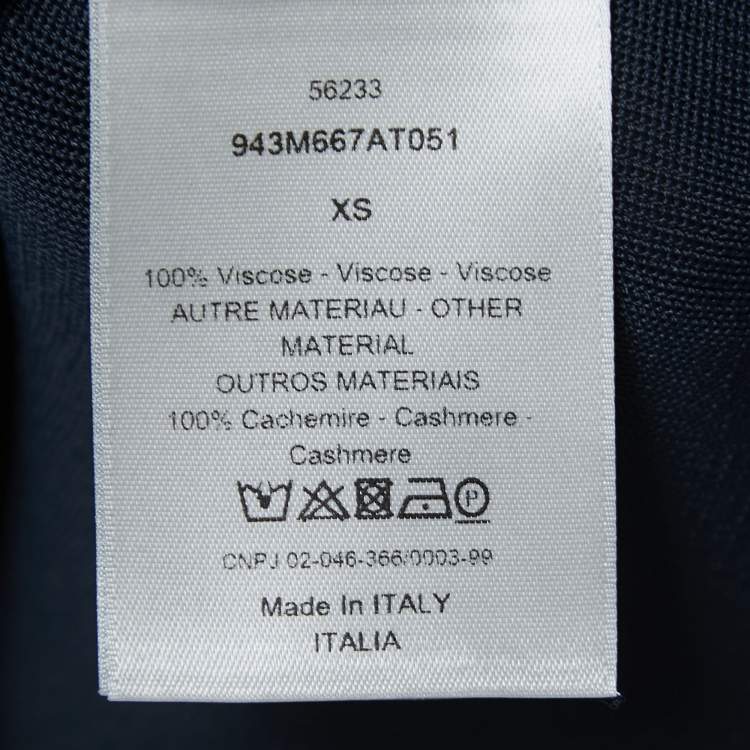 56233
943M667AT051
XS
100% Viscose - Viscose - Viscose
AUTRE MATERIAU - OTHER
MATERIAL
OUTROS MATERIAIS
100% Cachemire - Cashmere -
Cashmere
P
CNPJ 02-046-366/0003-99
Made In ITALY
ITALIA